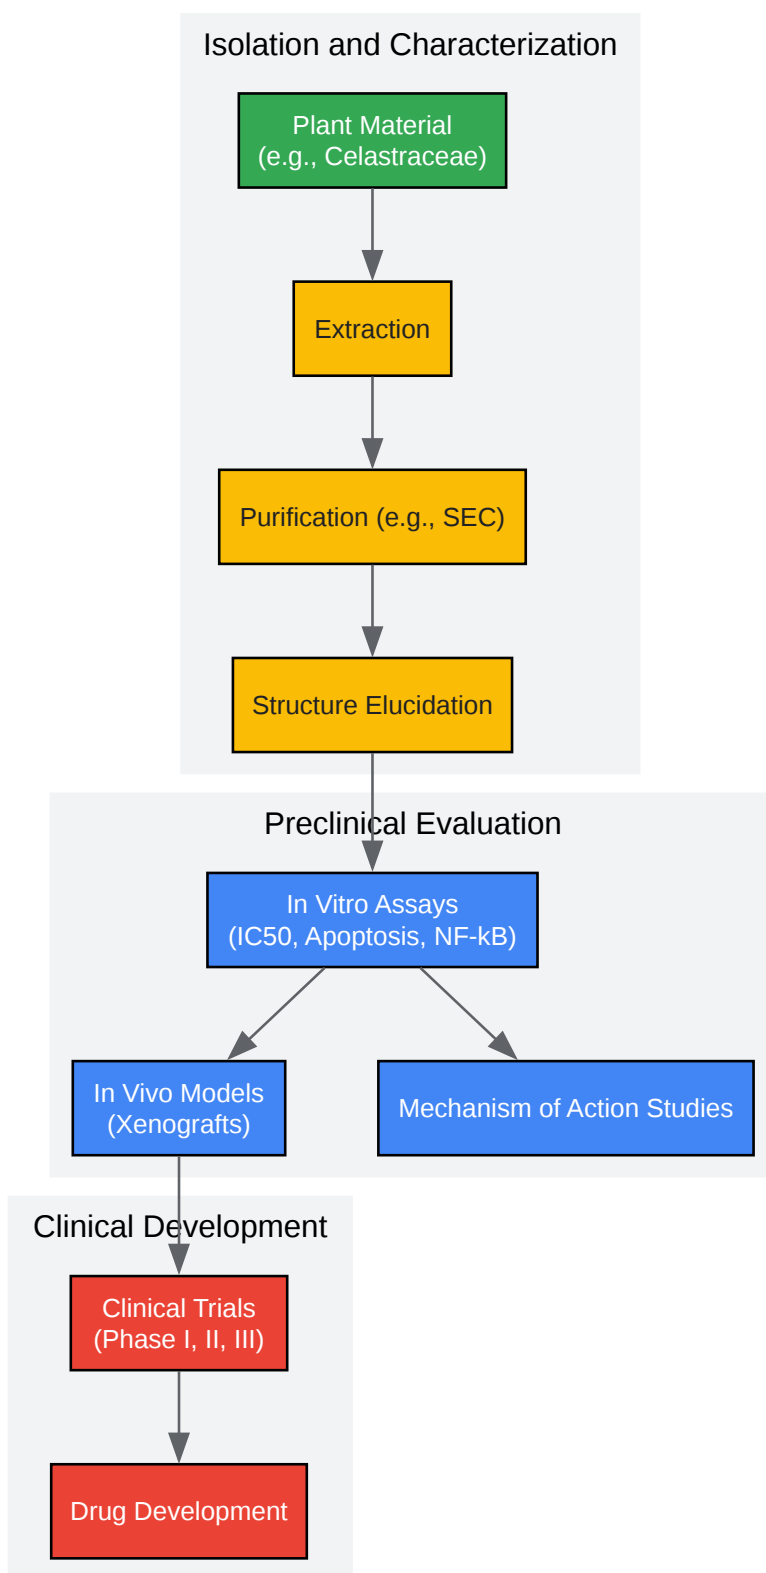 Isolation and Characterization
Plant Material
(e.g., Celastraceae)
Extraction
Purification (e.g., SEC)
Structure Elucidation
Preclinical Evaluation
In Vitro Assays
(IC50, Apoptosis, NF-kB)
In Vivo Models
(Xenografts)
Mechanism of Action Studies
Clinical Development
Clinical Trials
(Phase I, II, III)
Drug Development